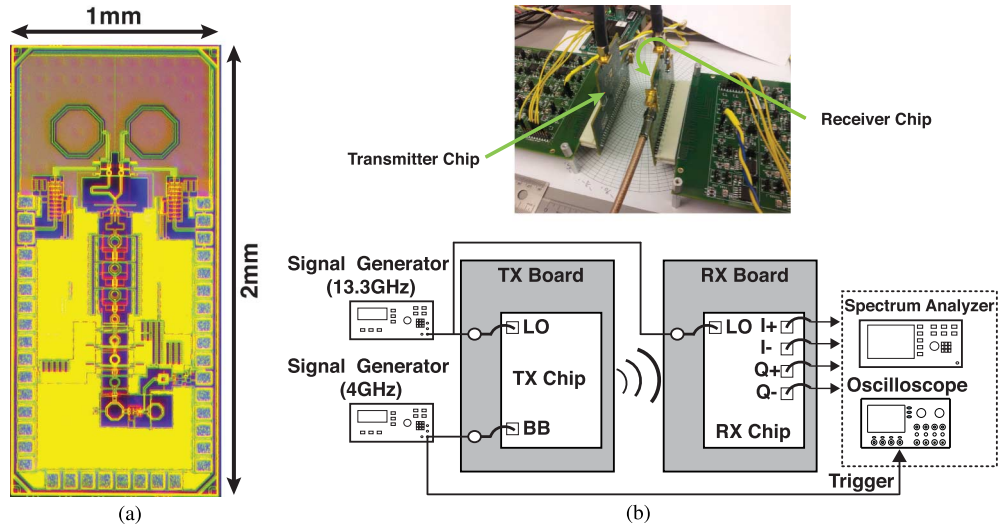 1mm
2mm
(a)
Transmitter Chip
Receiver Chip
Signal Generator
(13.3GHz)
Signal Generator
(4GHz)
TX Board
LO
TX Chip
BB
RX Board
LO
I+
I-
Q+
Q-
RX Chip
Spectrum Analyzer
Oscilloscope
Trigger
(b)